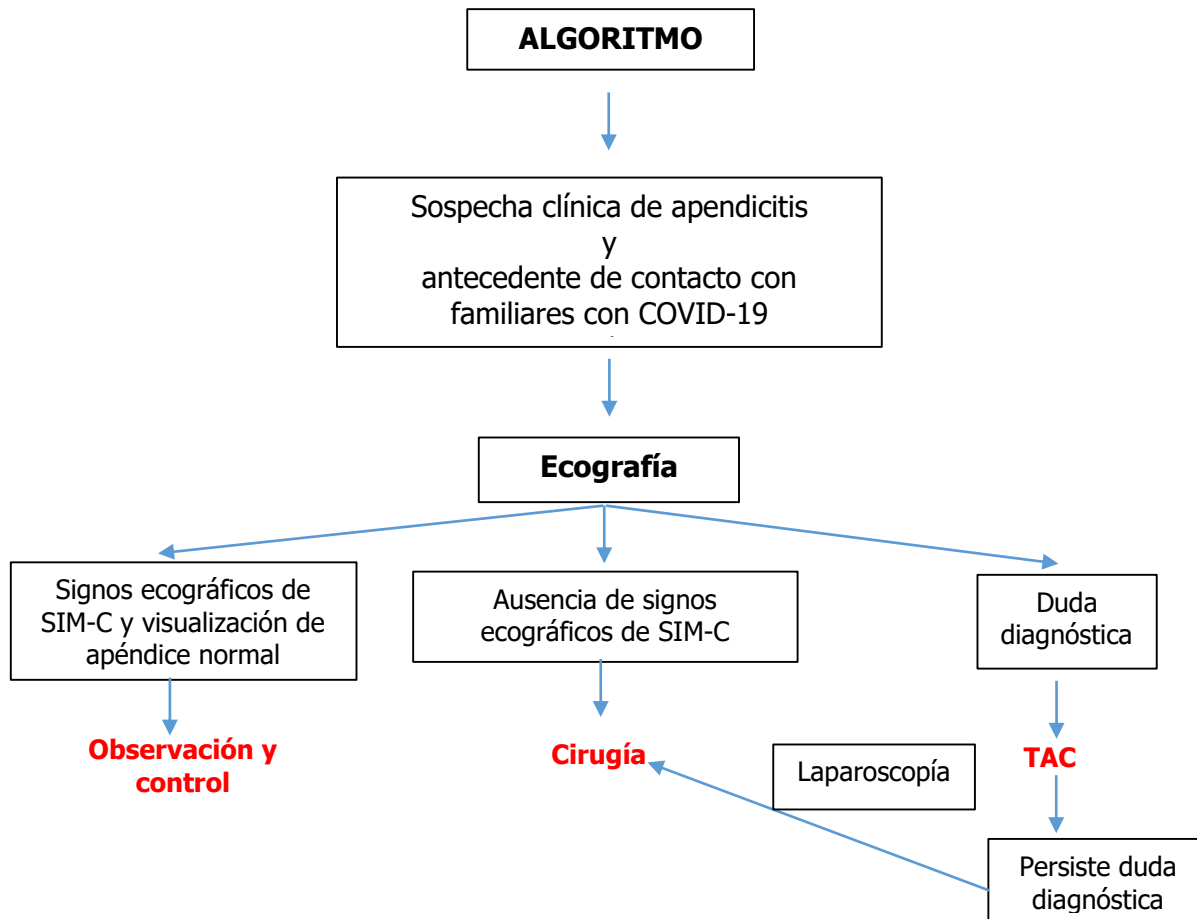 ALGORITMO
Sospecha clínica de apendicitis
y
antecedente de contacto con
familiares con COVID-19
Ecografía
Signos ecográficos de
SIM-C y visualización de
apéndice normal
Ausencia de signos
ecográficos de SIM-C
Duda
diagnóstica
Observación y
control
Cirugía
Laparoscopía
TAC
Persiste duda
diagnóstica